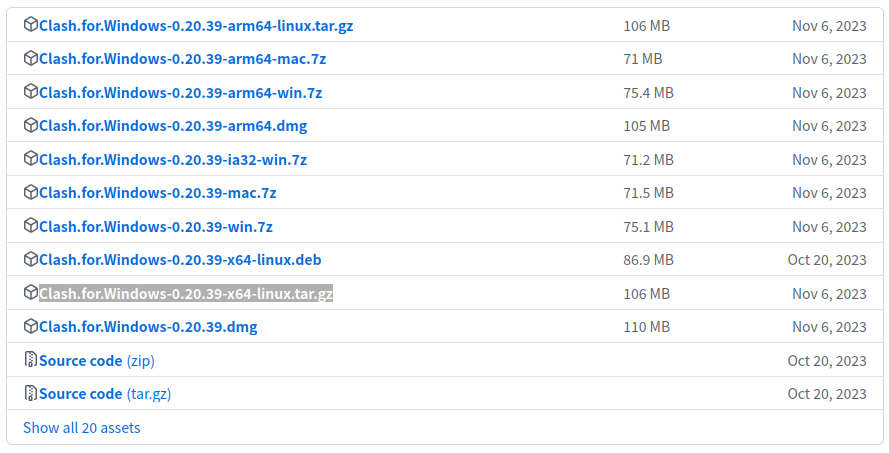 Clash.for.Windows-0.20.39-arm64-linux.tar.gz 106 MB Nov 6, 2023
Clash.for.Windows-0.20.39-arm64-mac.7z 71 MB Nov 6, 2023
Clash.for.Windows-0.20.39-arm64-win.7z 75.4 MB Nov 6, 2023
Clash.for.Windows-0.20.39-arm64.dmg 105 MB Nov 6, 2023
Clash.for.Windows-0.20.39-ia32-win.7z 71.2 MB Nov 6, 2023
Clash.for.Windows-0.20.39-mac.7z 71.5 MB Nov 6, 2023
Clash.for.Windows-0.20.39-win.7z 75.1 MB Nov 6, 2023
Clash.for.Windows-0.20.39-x64-linux.deb 86.9 MB Oct 20, 2023
Clash.for.Windows-0.20.39-x64-linux.tar.gz 106 MB Nov 6, 2023
Clash.for.Windows-0.20.39.dmg 110 MB Nov 6, 2023
Source code (zip) Oct 20, 2023
Source code (tar.gz) Oct 20, 2023
Show all 20 assets